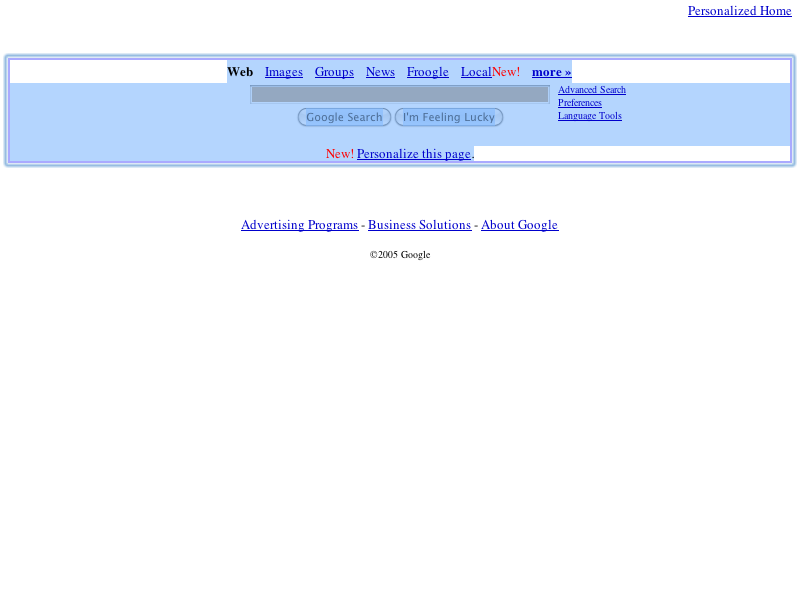 Personalized Home
Web Images Groups News Froogle LocalNew! more »
Advanced Search
Preferences
Language Tools
Google Search I'm Feeling Lucky
New! Personalize this page.
Advertising Programs - Business Solutions - About Google
©2005 Google